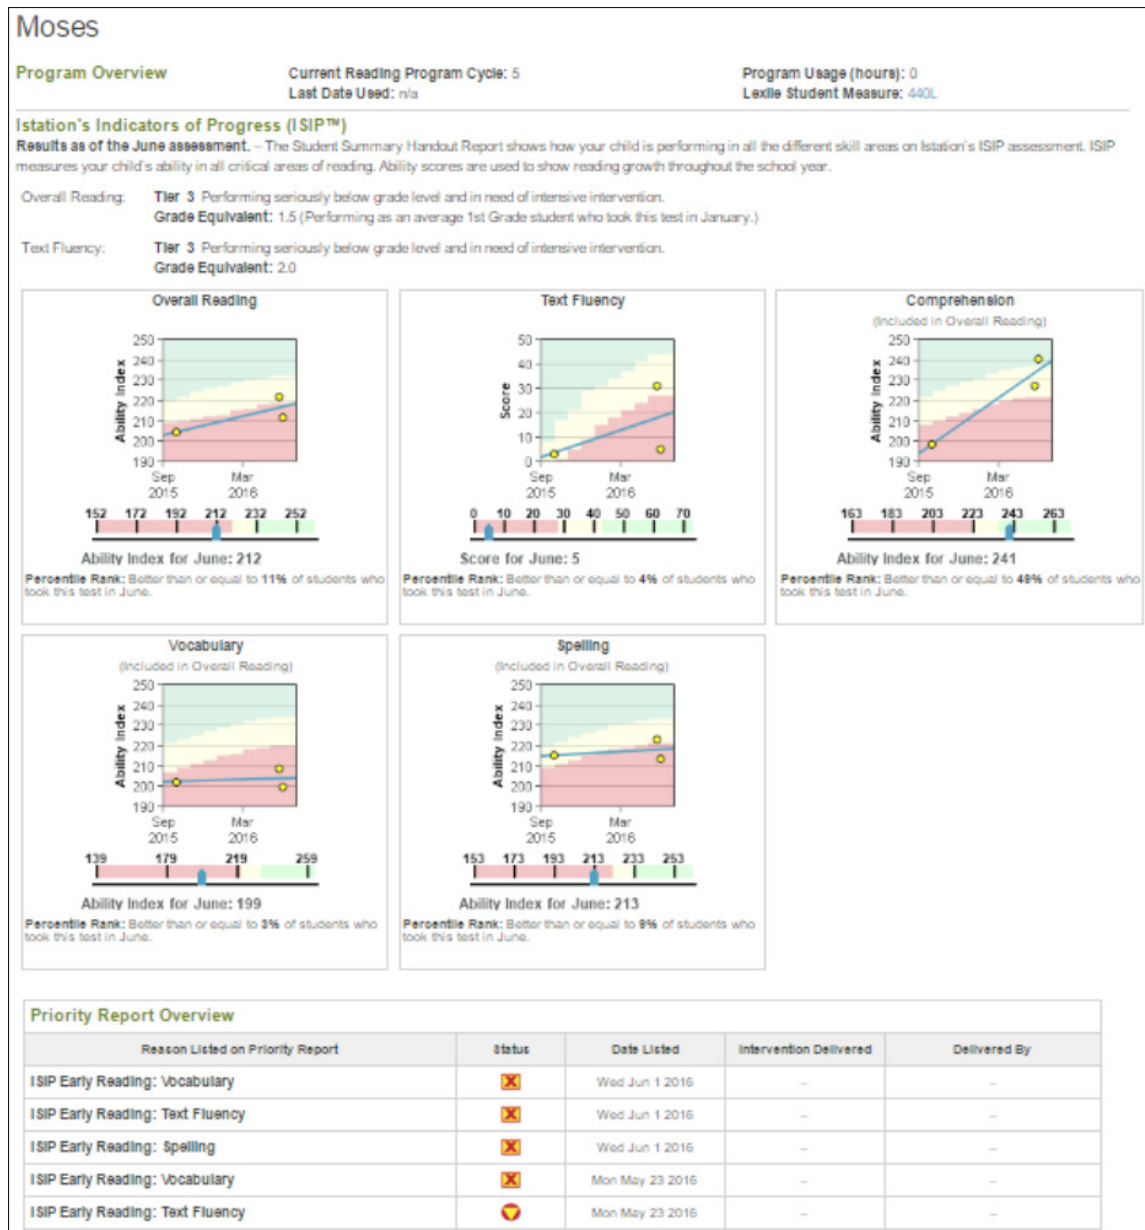 Moses
Program Overview
Current Reading Program Cycle: 5
Program Usage (hours): 0
Last Date Used: n/a
Lexile Student Measure: 440L
Istation's Indicators of Progress (ISIP™)
Results as of the June assessment. – The Student Summary Handout Report shows how your child is performing in all the different skill areas on Istation's ISIP assessment. ISIP
measures your child's ability in all critical areas of reading. Ability scores are used to show reading growth throughout the school year.
Overall Reading: Tier 3 Performing seriously below grade level and in need of intensive intervention.
Grade Equivalent: 1.5 (Performing as an average 1st Grade student who took this test in January.)
Text Fluency: Tier 3 Performing seriously below grade level and in need of intensive intervention.
Grade Equivalent: 2.0
Overall Reading
250
240
230
220
210
200
190
Ability Index
Sep Mar
2015 2016
152 172 192 212 232 252
Ability Index for June: 212
Percentile Rank: Better than or equal to 11% of students who
took this test in June.
Text Fluency
50
40
30
20
10
0
Score
Sep Mar
2015 2016
0 10 20 30 40 50 60 70
Score for June: 5
Percentile Rank: Better than or equal to 4% of students who
took this test in June.
Comprehension
(Included in Overall Reading)
250
240
230
220
210
200
190
Ability Index
Sep Mar
2015 2016
163 183 203 223 243 263
Ability Index for June: 241
Percentile Rank: Better than or equal to 49% of students who
took this test in June.
Vocabulary
(Included in Overall Reading)
250
240
230
220
210
200
190
Ability Index
Sep Mar
2015 2016
139 179 219 259
Ability Index for June: 199
Percentile Rank: Better than or equal to 3% of students who
took this test in June.
Spelling
(Included in Overall Reading)
250
240
230
220
210
200
190
Ability Index
Sep Mar
2015 2016
153 173 193 213 233 253
Ability Index for June: 213
Percentile Rank: Better than or equal to 9% of students who
took this test in June.
Priority Report Overview
Reason Listed on Priority Report Status Date Listed Intervention Delivered Delivered By
ISIP Early Reading: Vocabulary X Wed Jun 1 2016 – –
ISIP Early Reading: Text Fluency X Wed Jun 1 2016 – –
ISIP Early Reading: Spelling X Wed Jun 1 2016 – –
ISIP Early Reading: Vocabulary X Mon May 23 2016 – –
ISIP Early Reading: Text Fluency Mon May 23 2016 – –